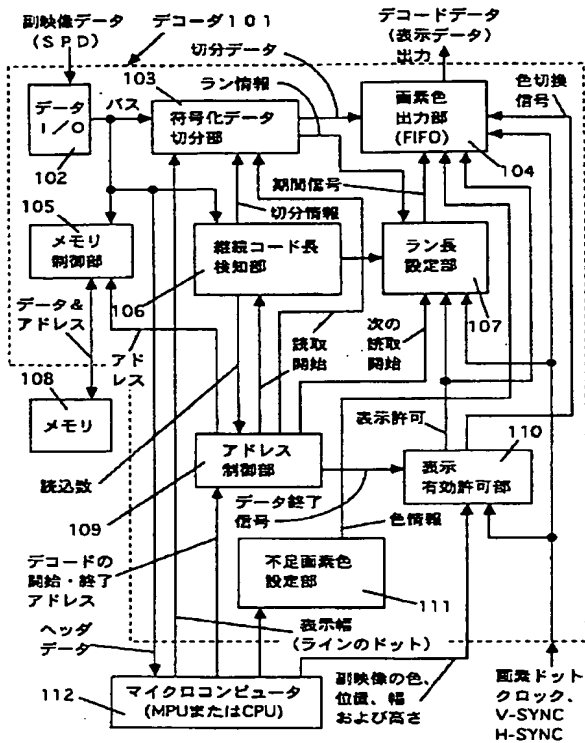 副映像データ
(SPD)
デコーダ101
切分データ
デコードデータ
(表示データ)
出力
103
ラン情報
色切換
信号
データ
I/O
バス
符号化データ
切分部
画素色
出力部
(FIFO)
102
104
105
期間信号
切分情報
メモリ
制御部
継続コード長
検知部
ラン長
設定部
106
107
データ&
アドレス
アド
レス
読取
開始
次の
読取
開始
108
メモリ
表示許可
110
アドレス
制御部
表示
有効許可部
読込数
データ終了
信号
109
色情報
デコードの
開始・終了
アドレス
不足画素色
設定部
111
ヘッダ
データ
表示幅
(ラインのドット)
副映像の色、
位置、幅
および高さ
画素ドット
クロック、
V-SYNC
H-SYNC
112
マイクロコンピュータ
(MPUまたはCPU)